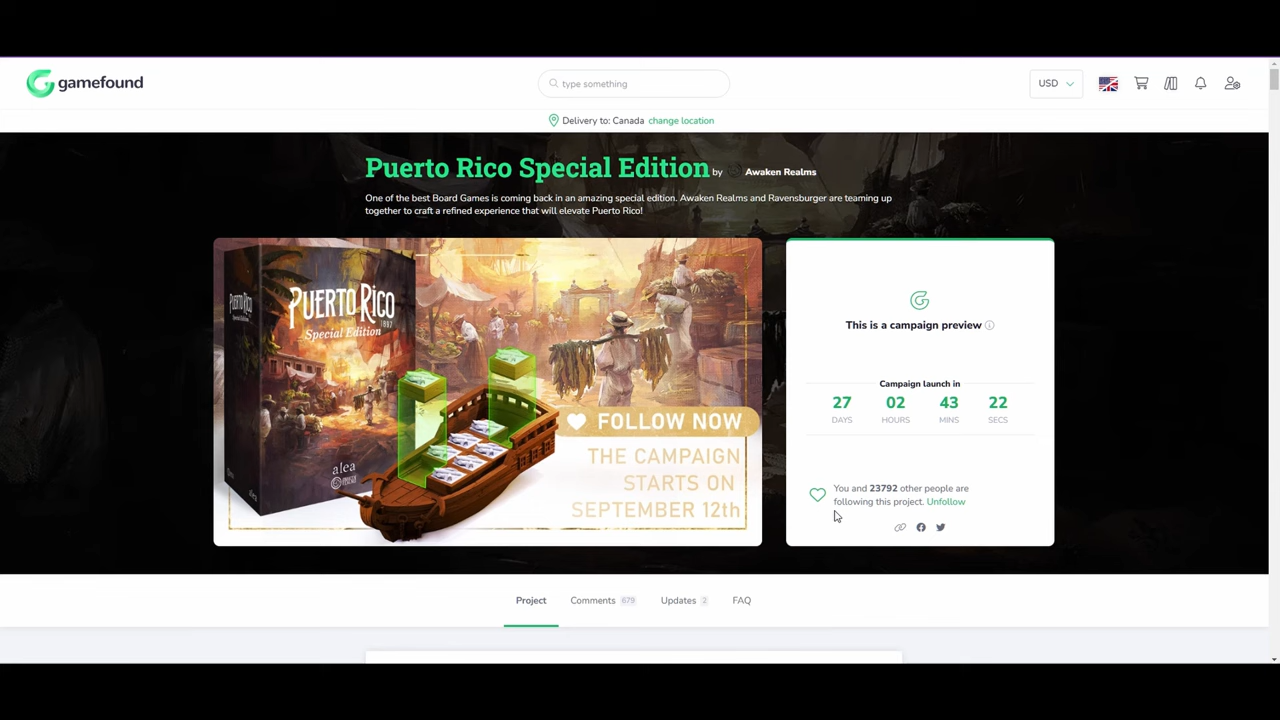 gamefound
type something
USD
Delivery to: Canada change location
Puerto Rico Special Edition by Awaken Realms
One of the best Board Games is coming back in an amazing special edition. Awaken Realms and Ravensburger are teaming up
together to craft a refined experience that will elevate Puerto Rico!
PUERTO RICO
Special Edition
PUERTO RICO
1897
Special Edition
alea
FOLLOW NOW
THE CAMPAIGN
STARTS ON
SEPTEMBER 12th
This is a campaign preview
Campaign launch in
27 02 43 22
DAYS HOURS MINS SECS
You and 23792 other people are
following this project. Unfollow
Project Comments 679 Updates 2 FAQ